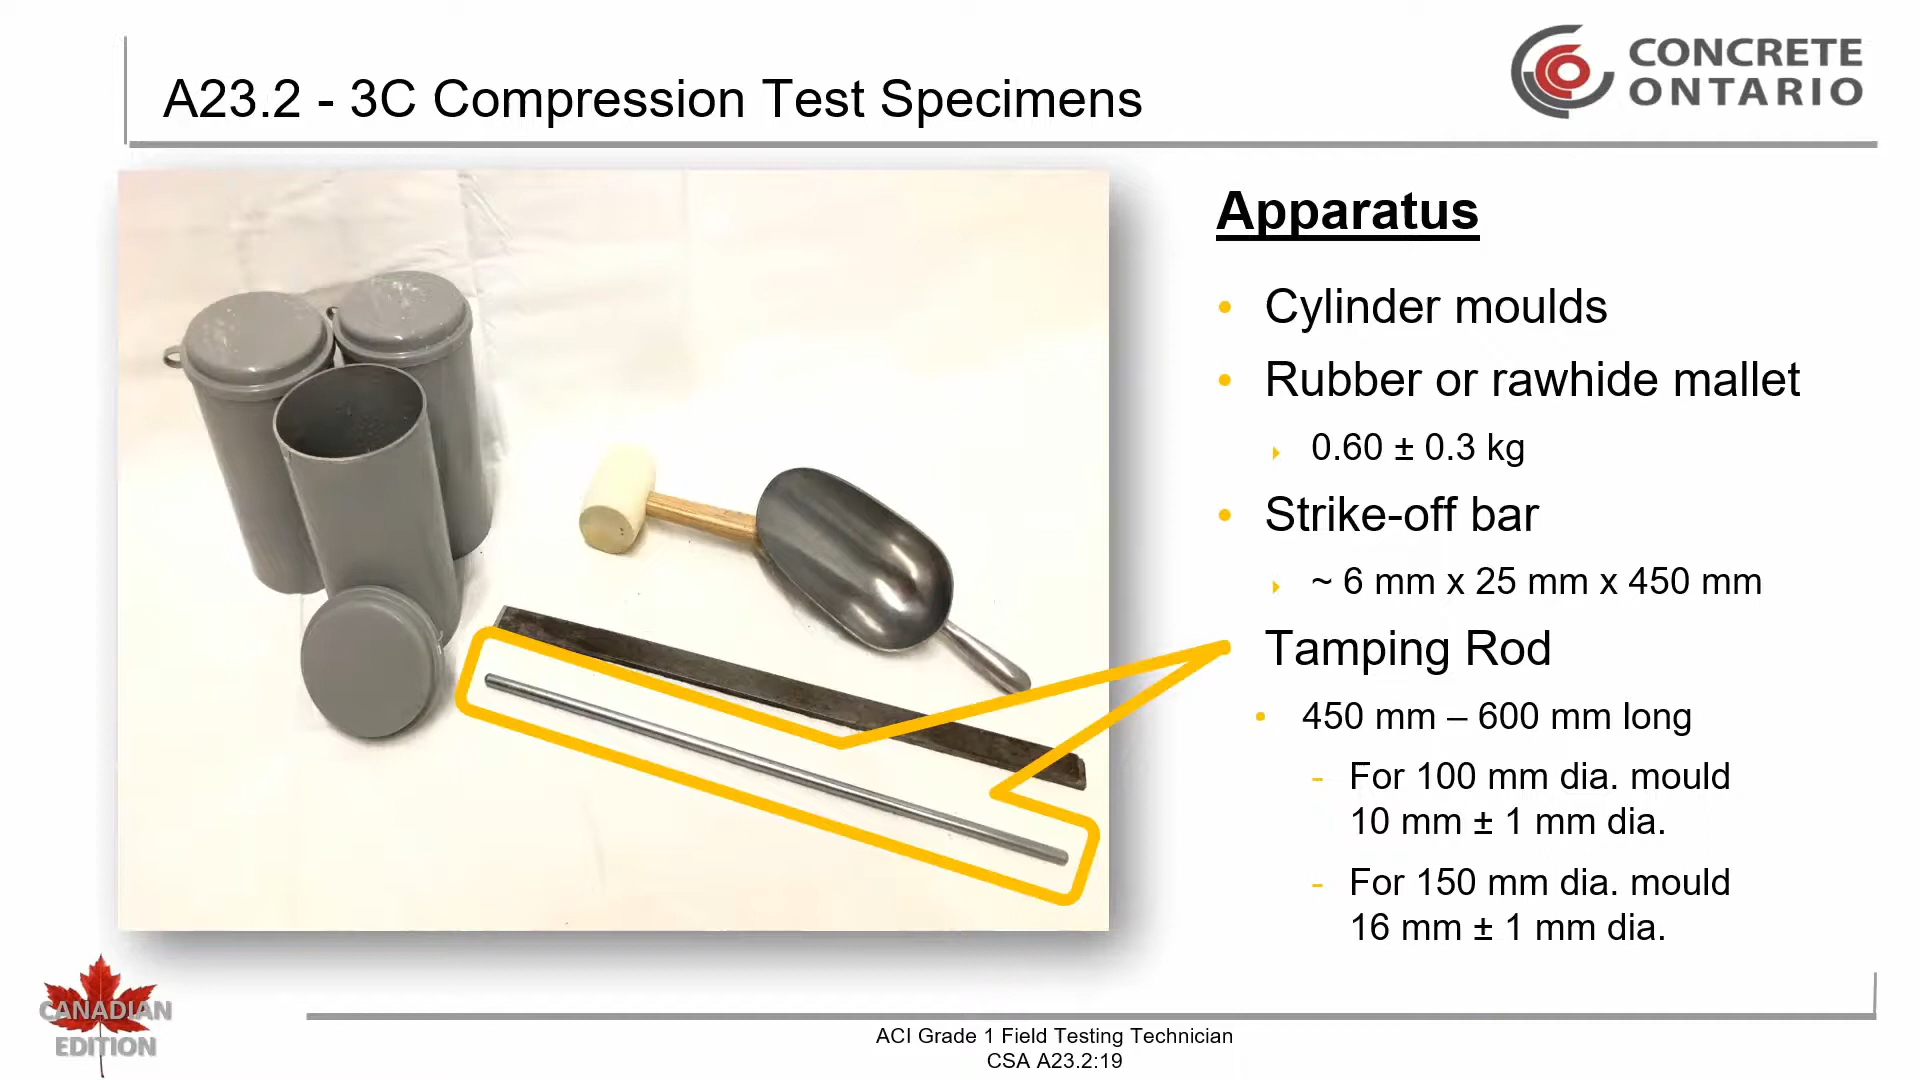 A23.2 - 3C Compression Test Specimens
CONCRETE
ONTARIO
Apparatus
• Cylinder moulds
• Rubber or rawhide mallet
0.60 ± 0.3 kg
• Strike-off bar
~ 6 mm x 25 mm x 450 mm
Tamping Rod
• 450 mm – 600 mm long
- For 100 mm dia. mould
10 mm ± 1 mm dia.
- For 150 mm dia. mould
16 mm ± 1 mm dia.
CANADIAN
EDITION
ACI Grade 1 Field Testing Technician
CSA A23.2:19